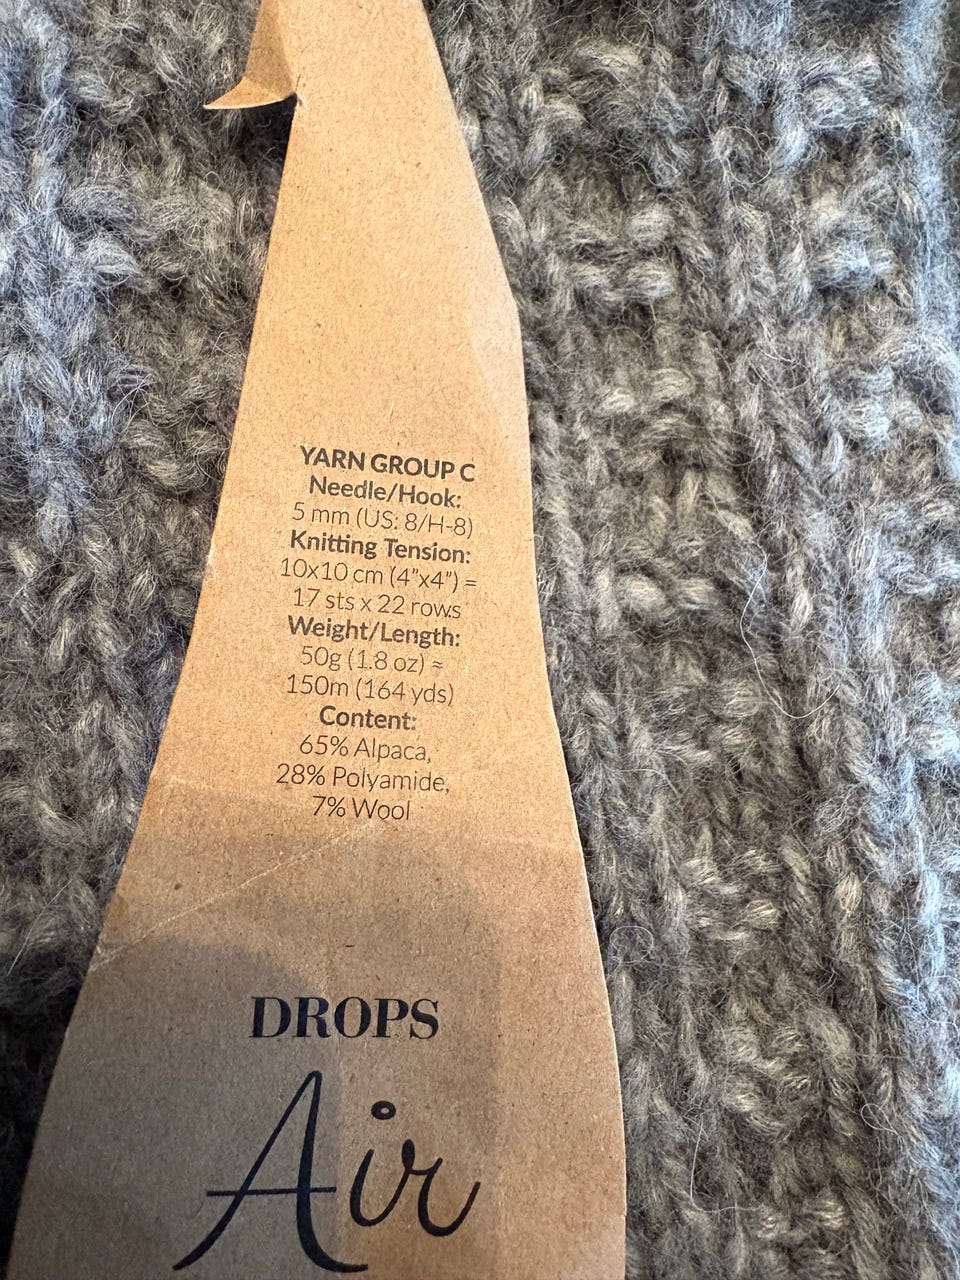 YARN GROUP C
Needle/Hook:
5 mm (US: 8/H-8)
Knitting Tension:
10x10 cm (4”x4”) =
17 sts x 22 rows
Weight/Length:
50g (1.8 oz) ≈
150m (164 yds)
Content:
65% Alpaca,
28% Polyamide,
7% Wool
DROPS
Air